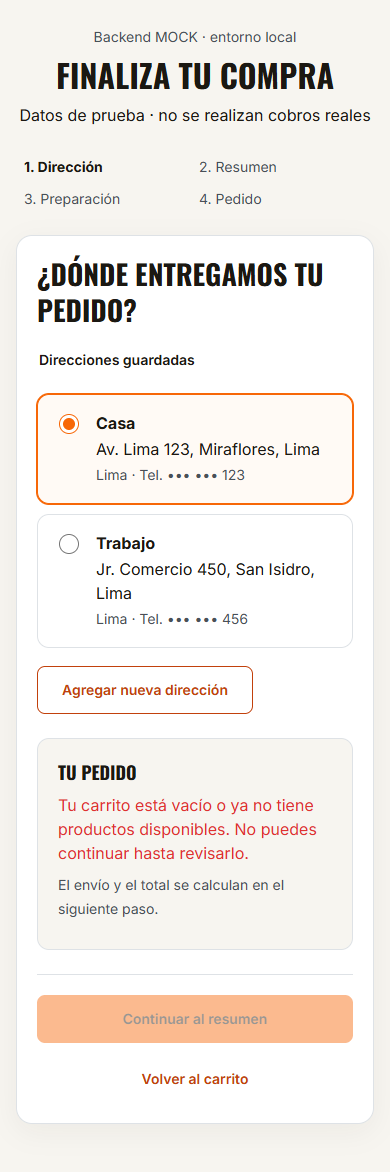 Backend MOCK · entorno local
FINALIZA TU COMPRA
Datos de prueba · no se realizan cobros reales
1. Dirección
2. Resumen
3. Preparación
4. Pedido
¿DÓNDE ENTREGAMOS TU
PEDIDO?
Direcciones guardadas
Casa
Av. Lima 123, Miraflores, Lima
Lima · Tel. ••• ••• 123
Trabajo
Jr. Comercio 450, San Isidro,
Lima
Lima · Tel. ••• ••• 456
Agregar nueva dirección
TU PEDIDO
Tu carrito está vacío o ya no tiene
productos disponibles. No puedes
continuar hasta revisarlo.
El envío y el total se calculan en el
siguiente paso.
Continuar al resumen
Volver al carrito